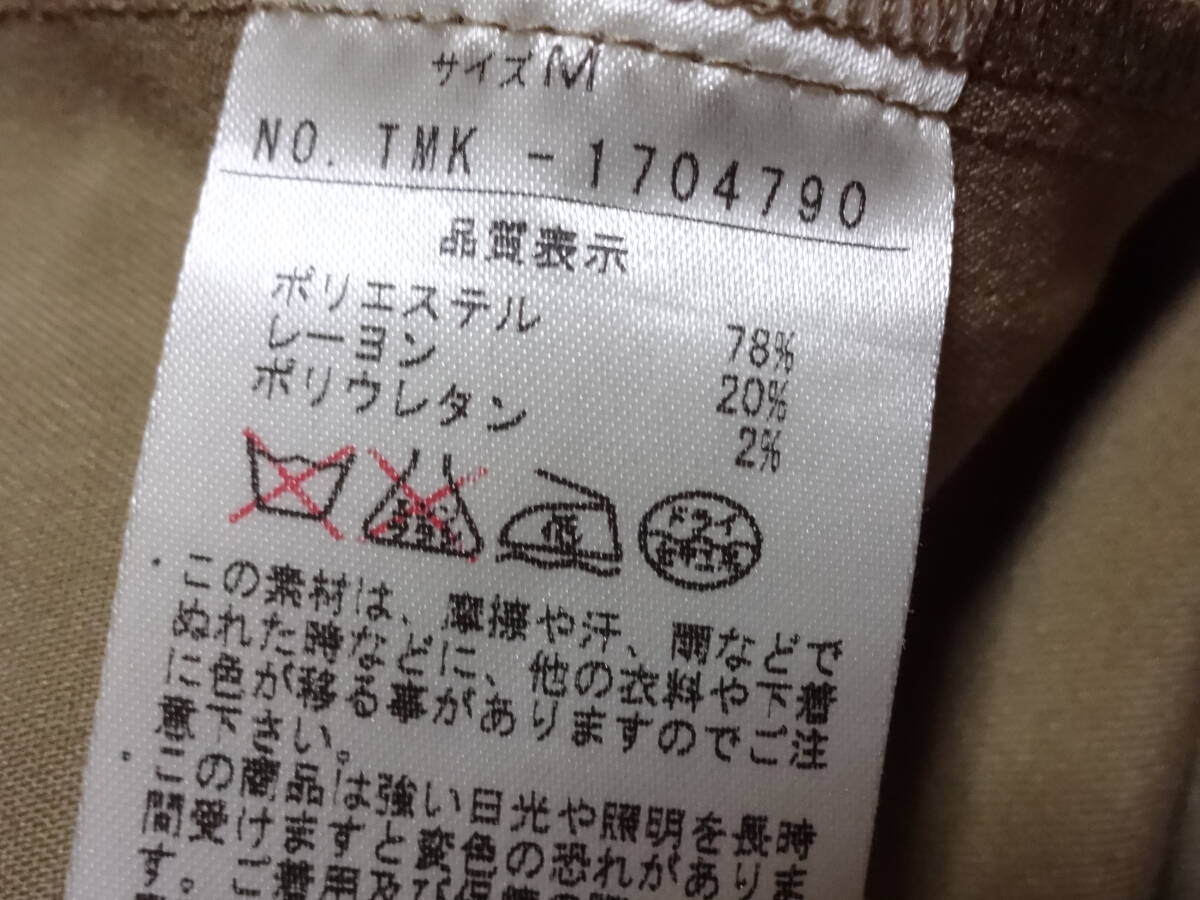 サイズ M
NO. TMK -1704790
品質表示
ポリエステル 78%
レーヨン 20%
ポリウレタン 2%
低
ドライ
・この素材は、摩擦や汗、雨などで
ぬれた時などに、他の衣料や下着
に色が移る事がありますのでご注
意下さい。
・この商品は強い日光や照明を長時
間受けますと変色の恐れがありま
す。ご着用及び